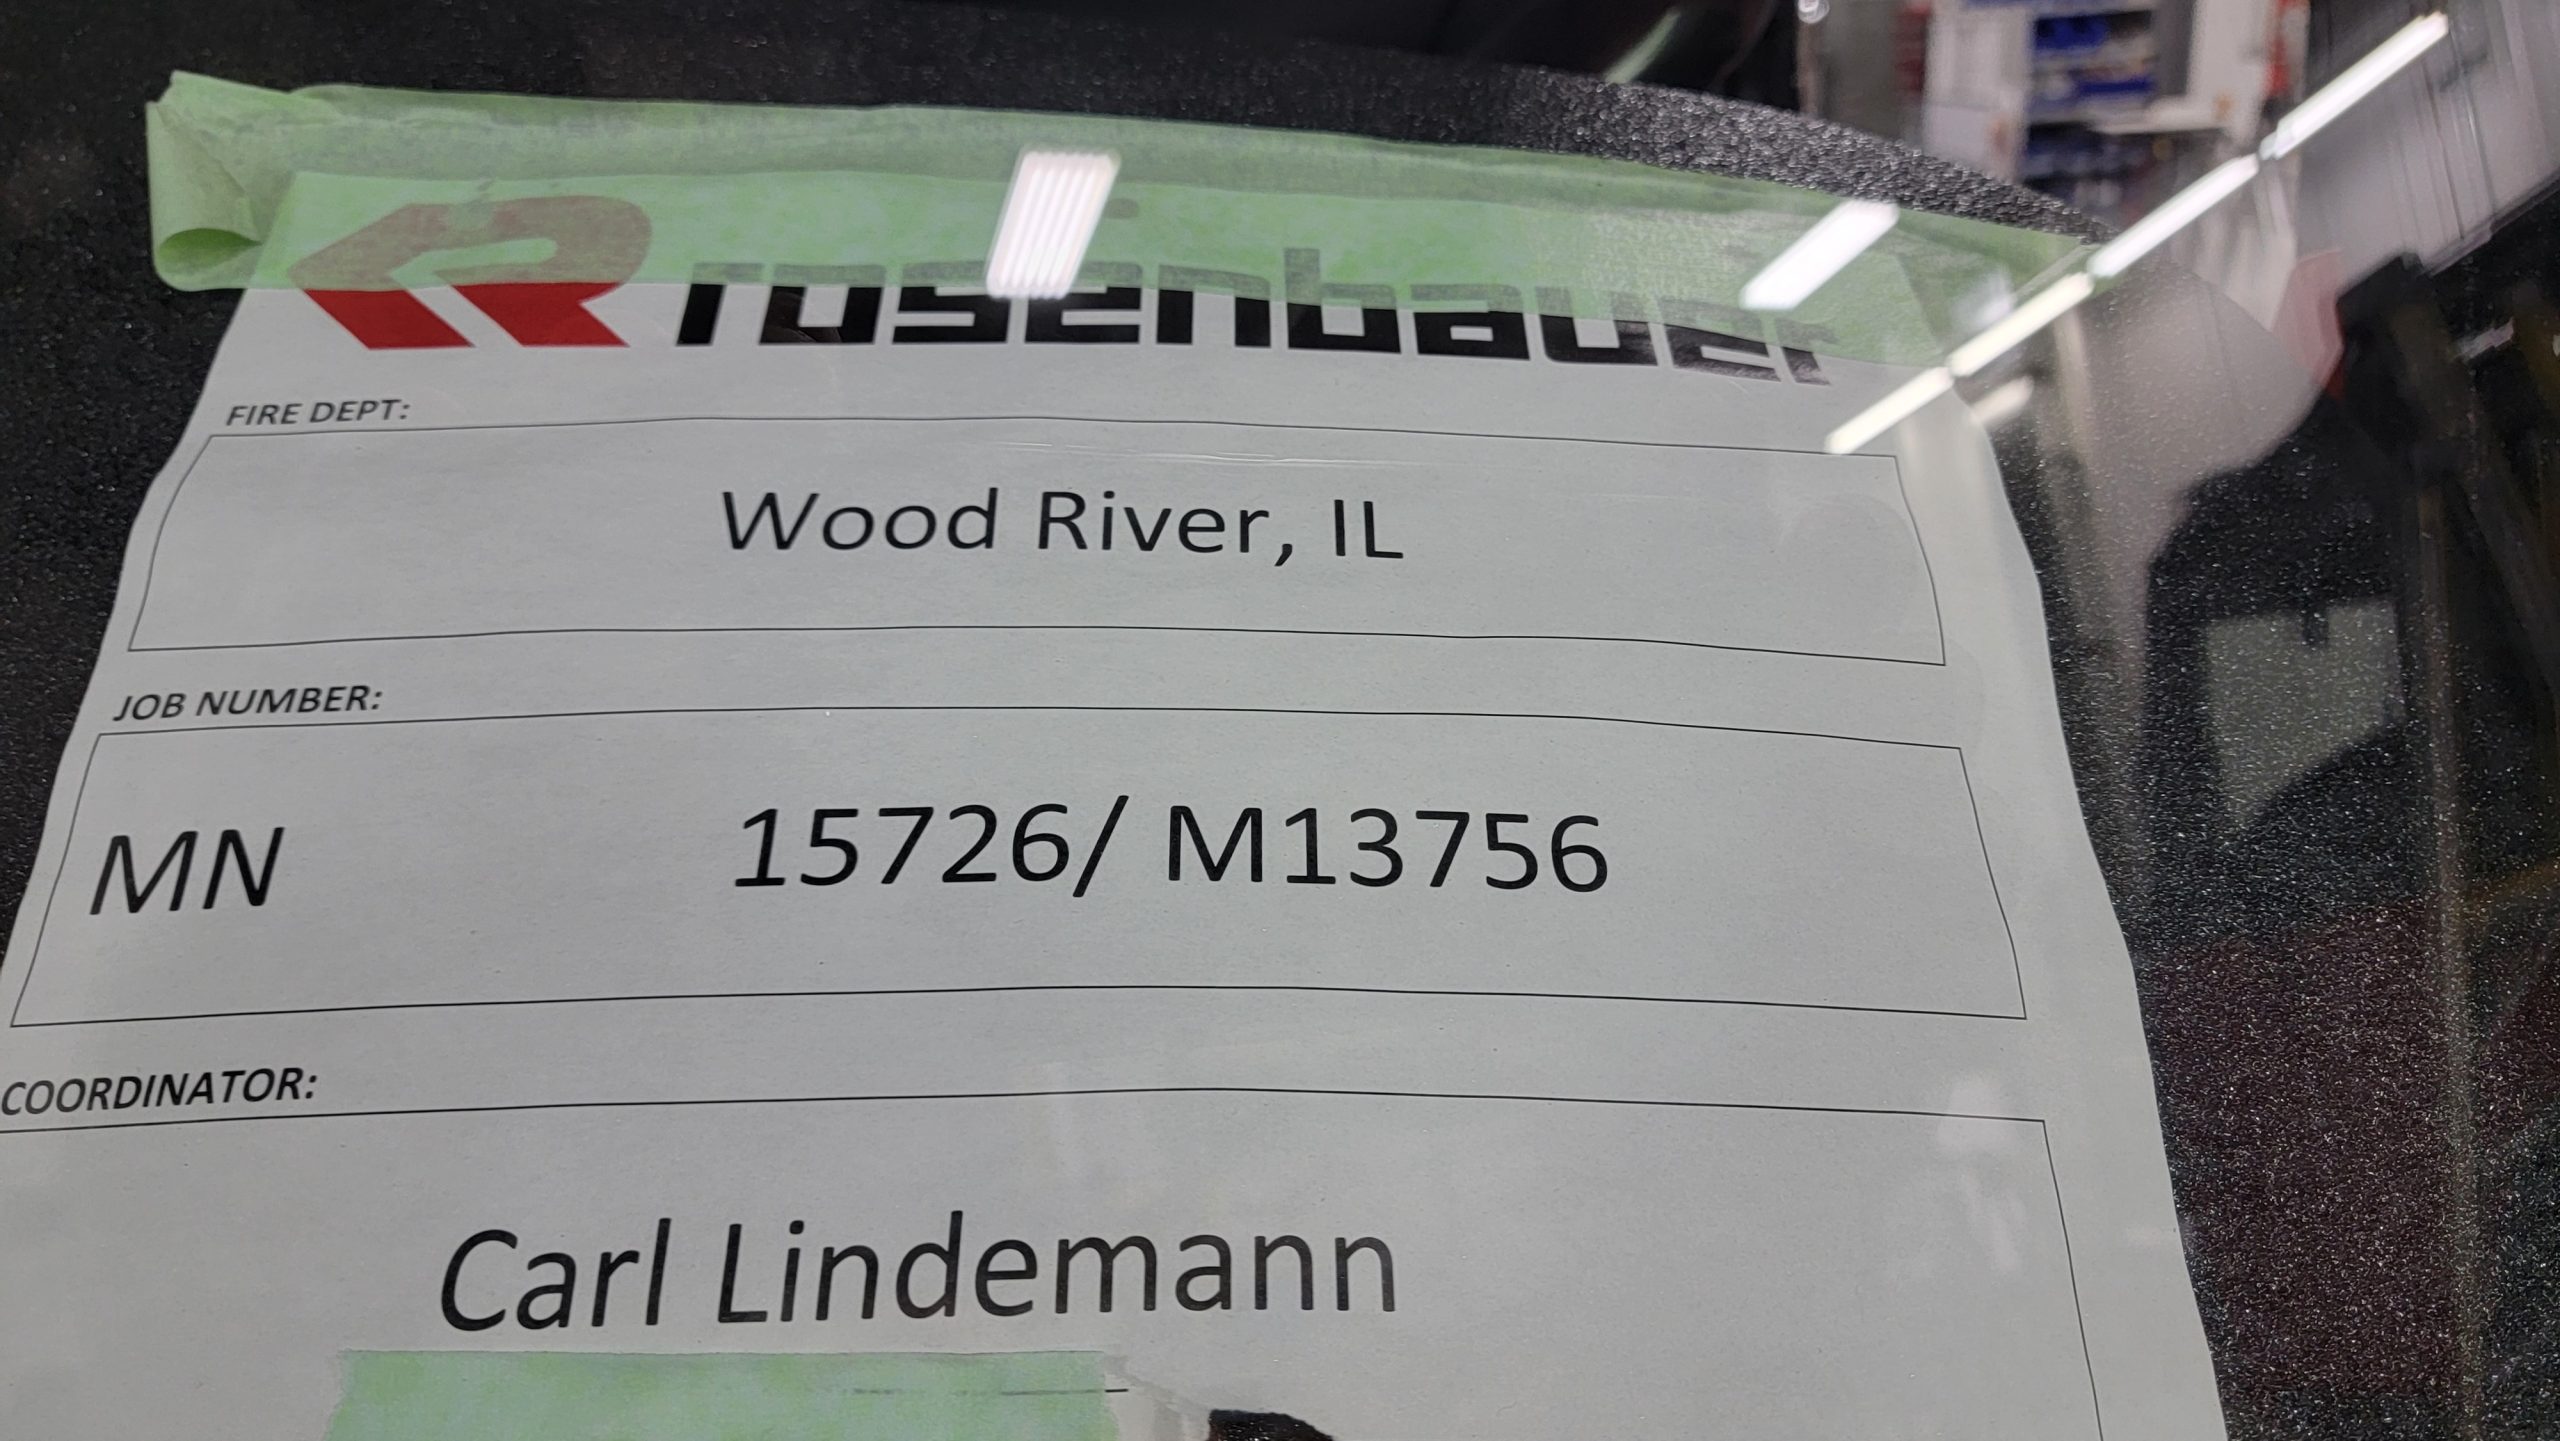 rosenbauer
FIRE DEPT:
Wood River, IL
JOB NUMBER:
MN 15726/ M13756
COORDINATOR:
Carl Lindemann